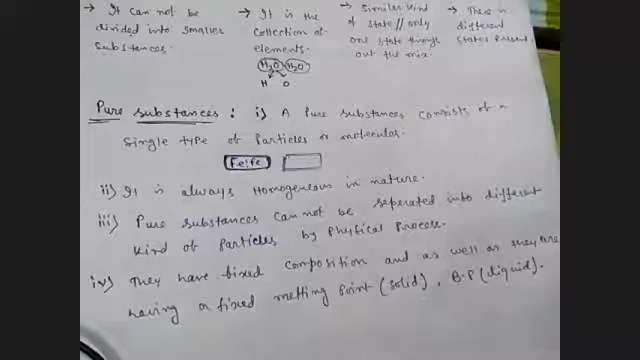 → It can not be
divided into smaller
substances.
→ It is the
collection of
elements.
H2O H2O
H O
→ Similar kind
of state // only
one state through
out the mix.
→ There is
different
states Present
Pure substances : i) A Pure substances consists of a
single type of Particles or moleculas.
Fe Fe
ii) It is always Homogeneous in nature.
iii) Pure substances can not be seperated into different
kind of Particles by Physical Process.
iv) They have fixed composition and as well as they are
having a fixed melting Point (solid), B.P (liquid).